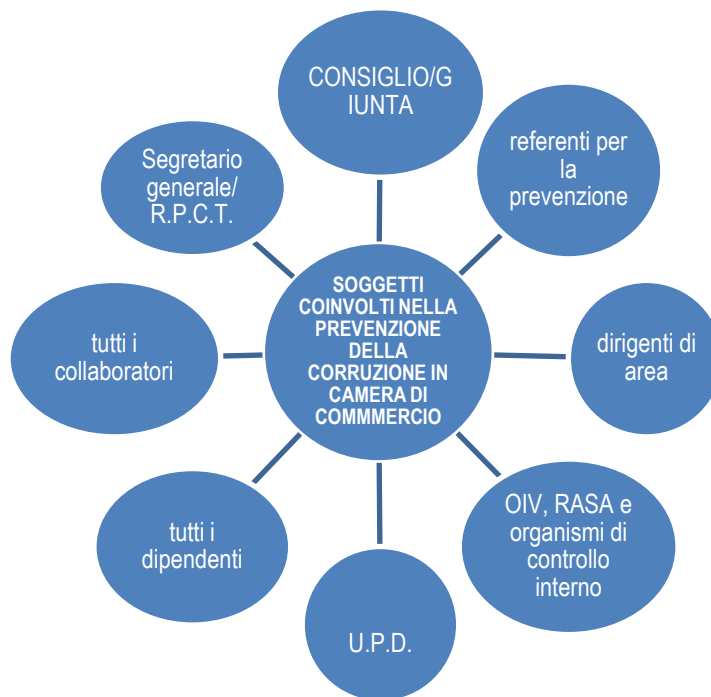 CONSIGLIO/G
IUNTA
referenti per
la
prevenzione
dirigenti di
area
OIV, RASA e
organismi di
controllo
interno
U.P.D.
tutti i
dipendenti
tutti i
collaboratori
Segretario
generale/
R.P.C.T.
SOGGETTI
COINVOLTI NELLA
PREVENZIONE
DELLA
CORRUZIONE IN
CAMERA DI
COMMMERCIO